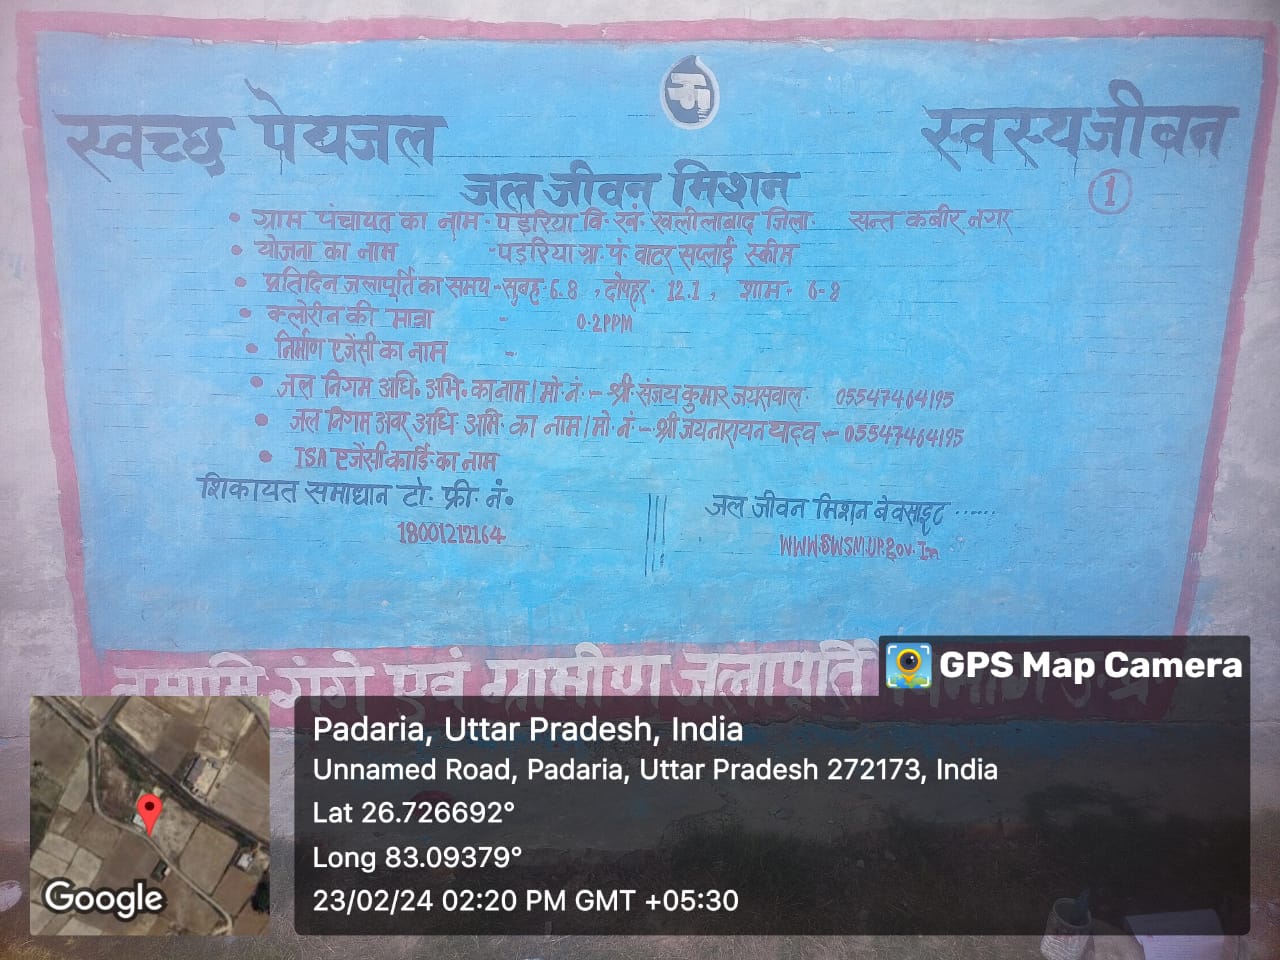 स्वच्छ पेयजल
स्वस्यजीवन
जल जीवन मिशन
1
• ग्राम पंचायत का नाम - पड़रिया वि. खं. खलीलाबाद जिला. सन्त कबीर नगर
• योजना का नाम - पड़रिया ग्रा. पं. वाटर सप्लाई स्कीम
• प्रतिदिन जलापूर्ति का समय - सुबह. 6.8 , दोपहर. 12.1 , शाम - 6-8
• क्लोरीन की मात्रा - 0.2PPM
• निर्माण एजेंसी का नाम -
• जल निगम अधि. अभि. का नाम / मो. नं. - श्री. संजय कुमार जयसवाल 05547464195
• जल निगम अवर अधि अभि. का नाम / मो. नं - श्री जयनारायन यादव - 05547464195
• ISA एजेंसी कार्डि. का नाम
शिकायत समाधान टो. फ्री. नं.
18001212164
जल जीवन मिशन बेवसाइट ......
WWW.SWSM.UP.gov.In
नमामि गंगे एवं ग्रामीण जलापूर्ति
GPS Map Camera
Padaria, Uttar Pradesh, India
Unnamed Road, Padaria, Uttar Pradesh 272173, India
Lat 26.726692°
Long 83.09379°
23/02/24 02:20 PM GMT +05:30
Google